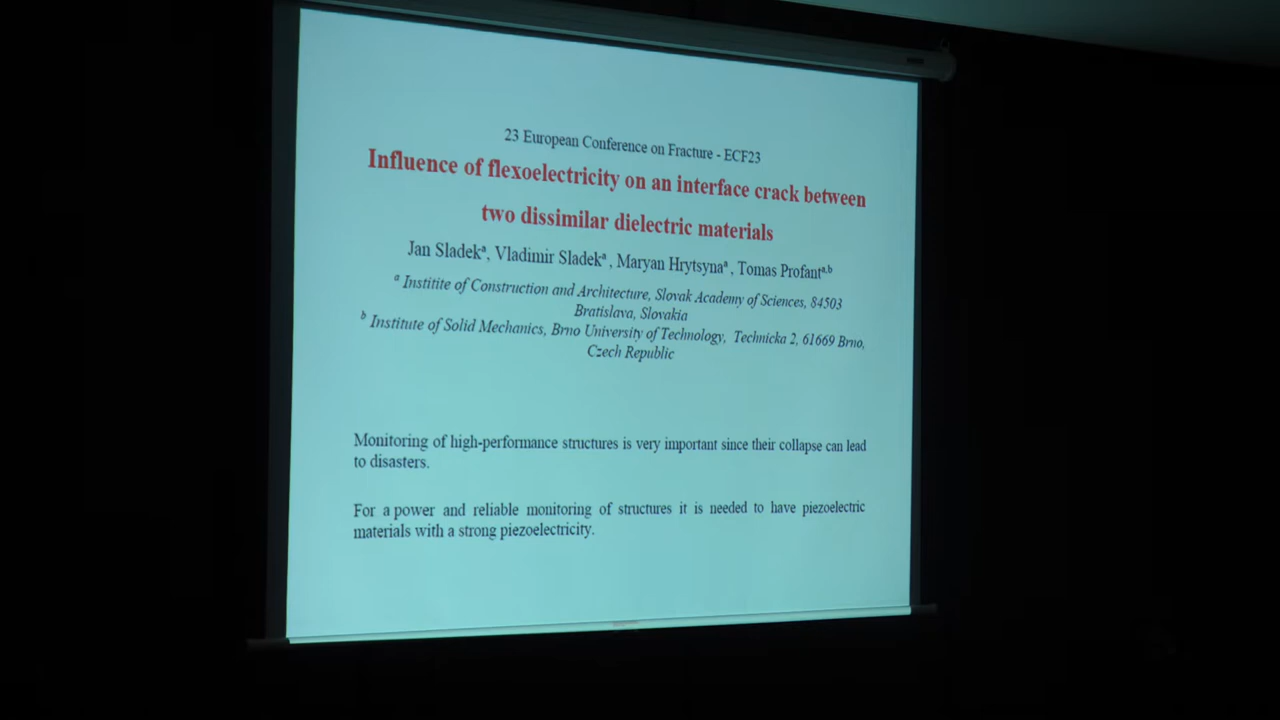 23 European Conference on Fracture - ECF23
Influence of flexoelectricity on an interface crack between
two dissimilar dielectric materials
Jan Sladekᵃ, Vladimir Sladekᵃ , Maryan Hrytsynaᵃ , Tomas Profantᵃ,ᵇ
ᵃ Institite of Construction and Architecture, Slovak Academy of Sciences, 84503
Bratislava, Slovakia
ᵇ Institute of Solid Mechanics, Brno University of Technology, Technicka 2, 61669 Brno,
Czech Republic
Monitoring of high-performance structures is very important since their collapse can lead
to disasters.
For a power and reliable monitoring of structures it is needed to have piezoelectric
materials with a strong piezoelectricity.